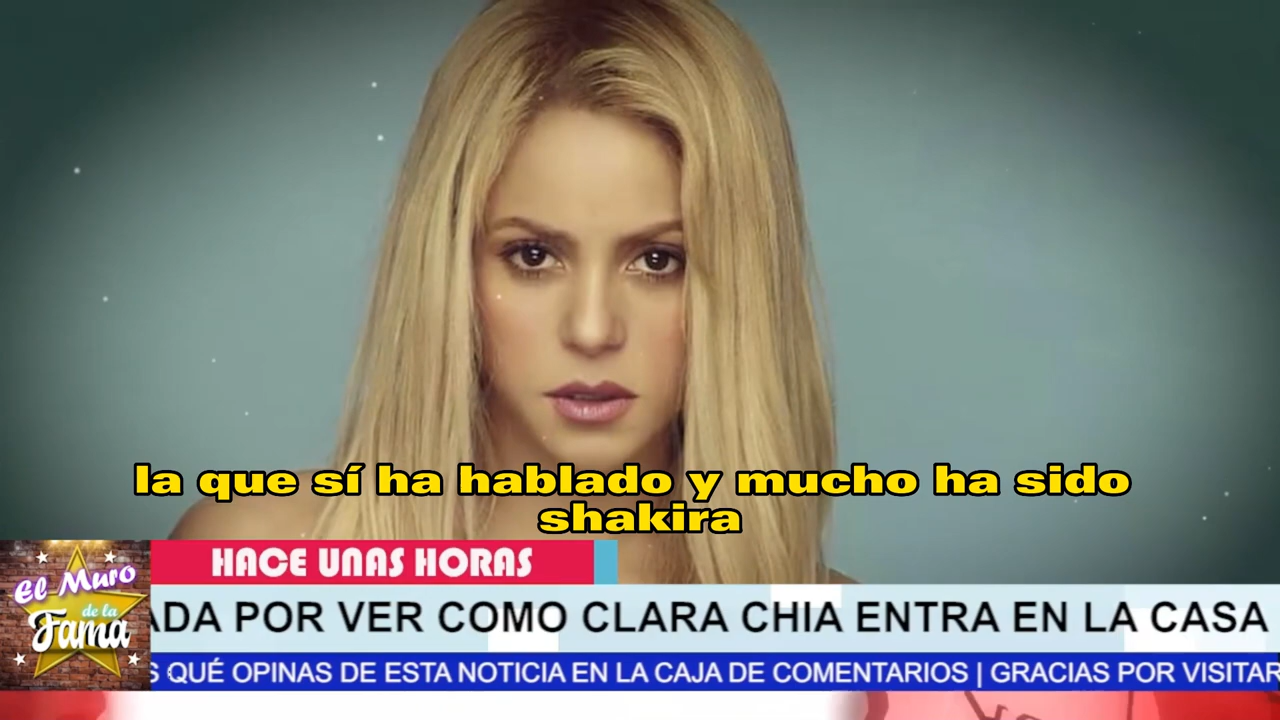 la que sí ha hablado y mucho ha sido
shakira
HACE UNAS HORAS
El Muro
de la
Fama
ADA POR VER COMO CLARA CHIA ENTRA EN LA CASA
S QUÉ OPINAS DE ESTA NOTICIA EN LA CAJA DE COMENTARIOS | GRACIAS POR VISITAR